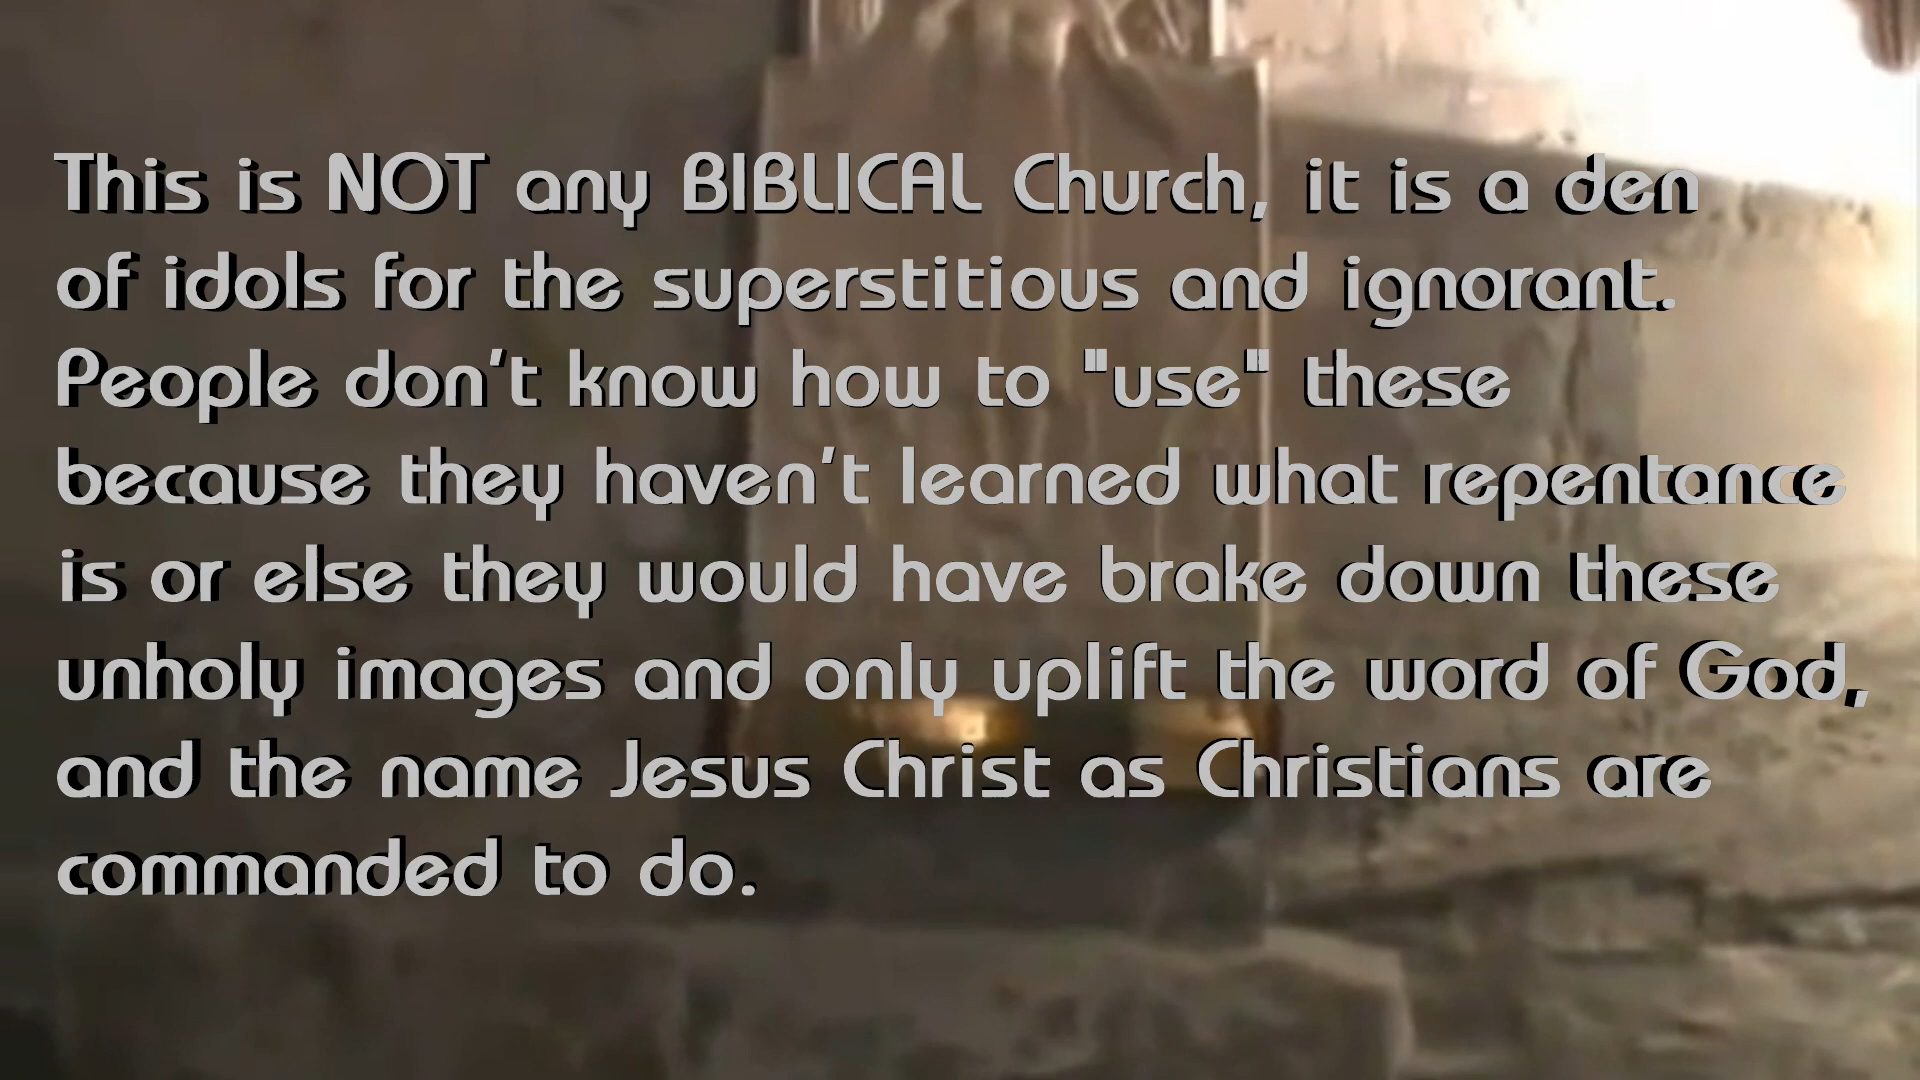 This is NOT any BIBLICAL Church, it is a den
of idols for the superstitious and ignorant.
People don't know how to "use" these
because they haven't learned what repentance
is or else they would have brake down these
unholy images and only uplift the word of God,
and the name Jesus Christ as Christians are
commanded to do.